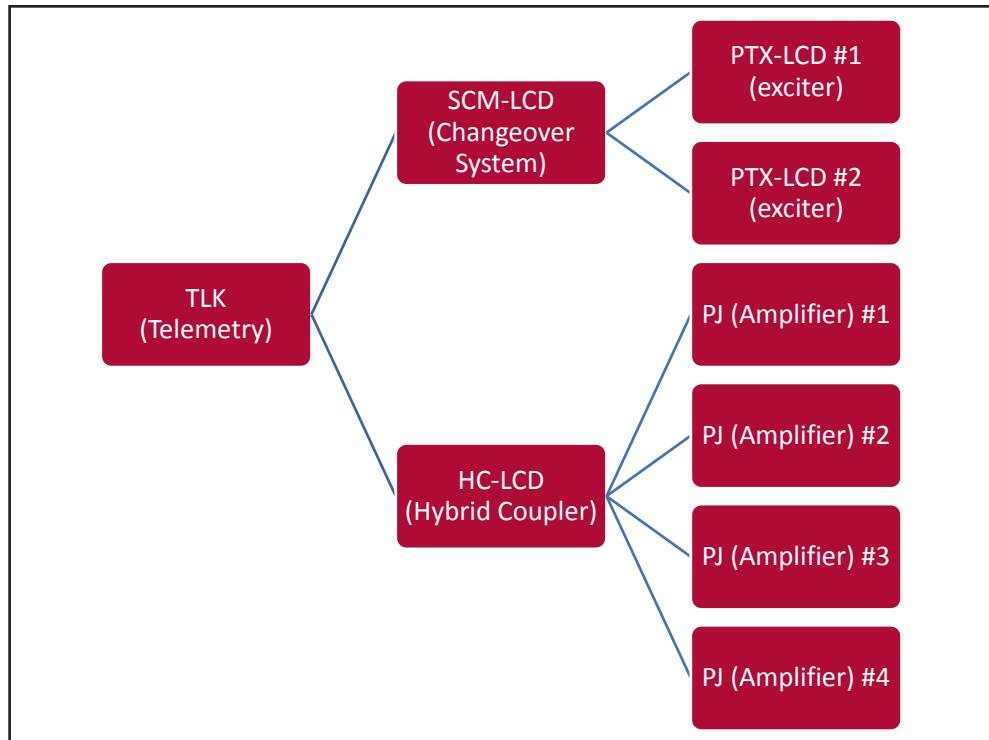 TLK
(Telemetry)
SCM-LCD
(Changeover
System)
HC-LCD
(Hybrid Coupler)
PTX-LCD #1
(exciter)
PTX-LCD #2
(exciter)
PJ (Amplifier) #1
PJ (Amplifier) #2
PJ (Amplifier) #3
PJ (Amplifier) #4